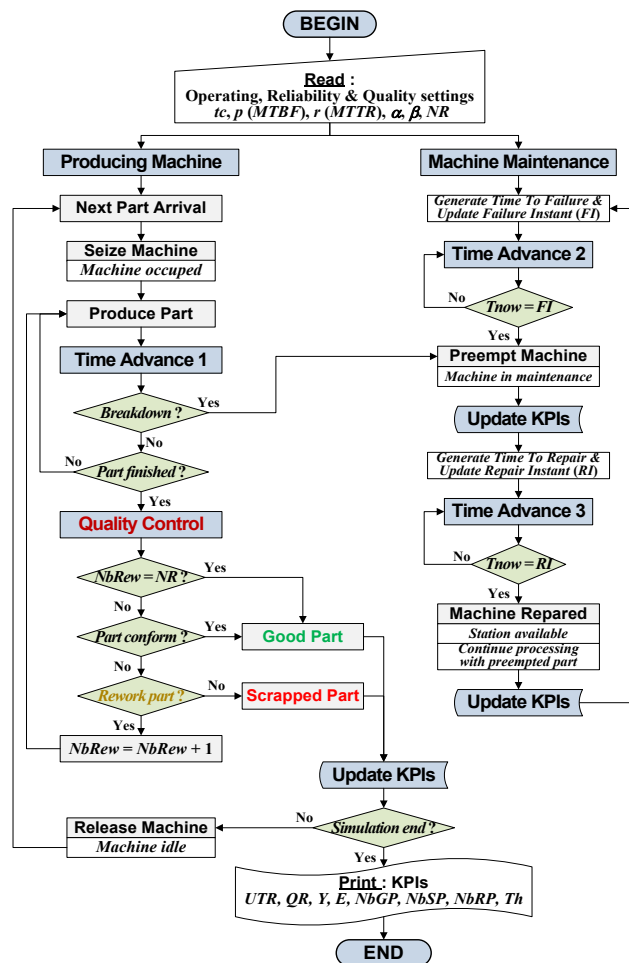 BEGIN
Read :
Operating, Reliability & Quality settings
tc, p (MTBF), r (MTTR), α, β, NR
Producing Machine
Next Part Arrival
Seize Machine
Machine occuped
Produce Part
Time Advance 1
Breakdown ?
Yes
No
Part finished ?
No
Yes
Quality Control
NbRew = NR ?
Yes
No
Part conform ?
Yes
Good Part
No
Rework part ?
No
Scrapped Part
Yes
NbRew = NbRew + 1
Machine Maintenance
Generate Time To Failure &
Update Failure Instant (FI)
Time Advance 2
No
Tnow = FI
Yes
Preempt Machine
Machine in maintenance
Update KPIs
Generate Time To Repair &
Update Repair Instant (RI)
Time Advance 3
No
Tnow = RI
Yes
Machine Repared
Station available
Continue processing
with preempted part
Update KPIs
Update KPIs
Simulation end ?
No
Release Machine
Machine idle
Yes
Print : KPIs
UTR, QR, Y, E, NbGP, NbSP, NbRP, Th
END